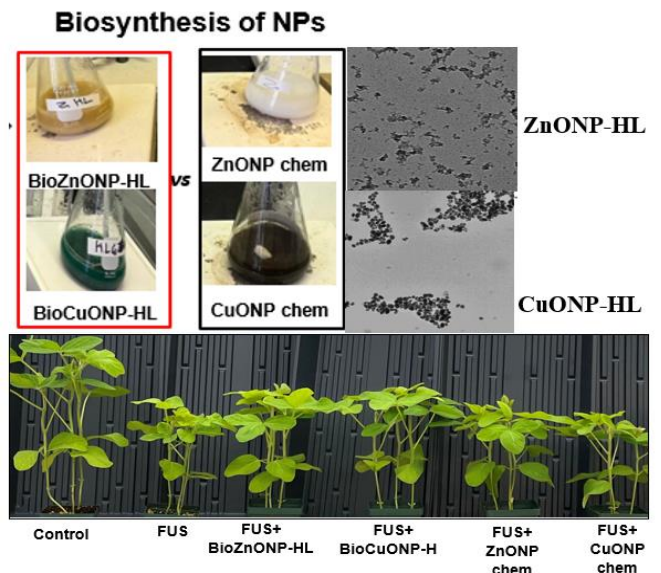 Biosynthesis of NPs
Z HL
BioZnONP-HL
vs
ZnONP chem
ZnONP-HL
BioCuONP-HL
CuONP chem
CuONP-HL
Control
FUS
FUS+
BioZnONP-HL
FUS+
BioCuONP-H
FUS+
ZnONP
chem
FUS+
CuONP
chem